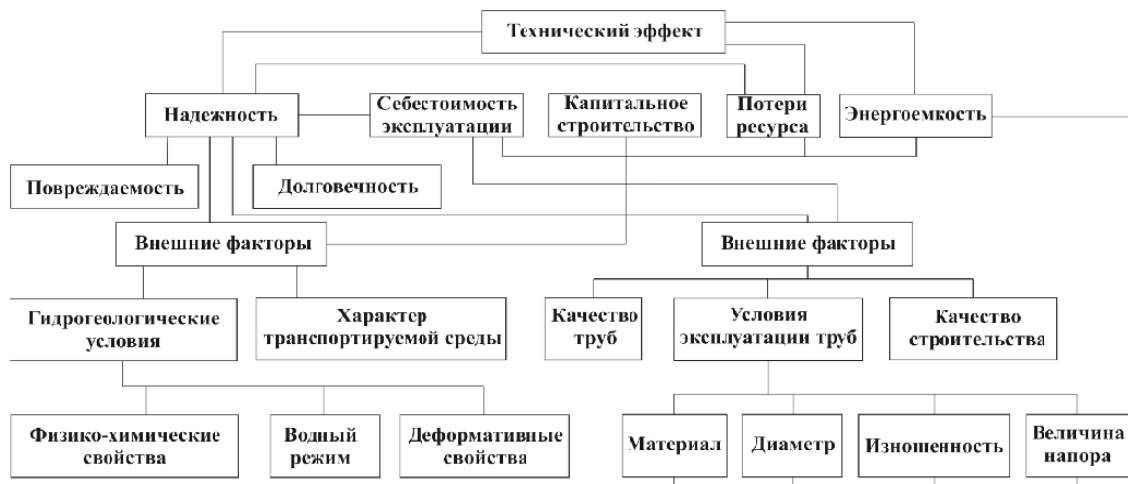 Технический эффект
Надежность
Себестоимость
эксплуатации
Капитальное
строительство
Потери
ресурса
Энергоемкость
Повреждаемость
Долговечность
Внешние факторы
Внешние факторы
Гидрогеологические
условия
Характер
транспортируемой среды
Качество
труб
Условия
эксплуатации труб
Качество
строительства
Физико-химические
свойства
Водный
режим
Деформативные
свойства
Материал
Диаметр
Изношенность
Величина
напора